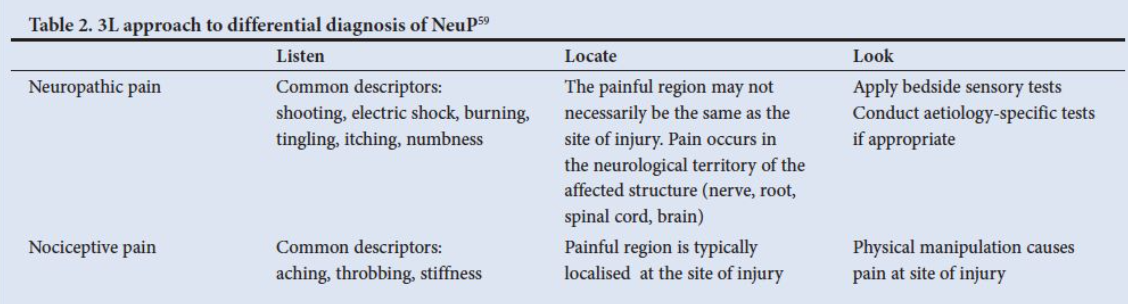 Table 2. 3L approach to differential diagnosis of NeuP59
Listen Locate Look
Neuropathic pain Common descriptors: The painful region may not Apply bedside sensory tests
shooting, electric shock, burning, necessarily be the same as the Conduct aetiology-specific tests
tingling, itching, numbness site of injury. Pain occurs in if appropriate
the neurological territory of the
affected structure (nerve, root,
spinal cord, brain)
Nociceptive pain Common descriptors: Painful region is typically Physical manipulation causes
aching, throbbing, stiffness localised at the site of injury pain at site of injury